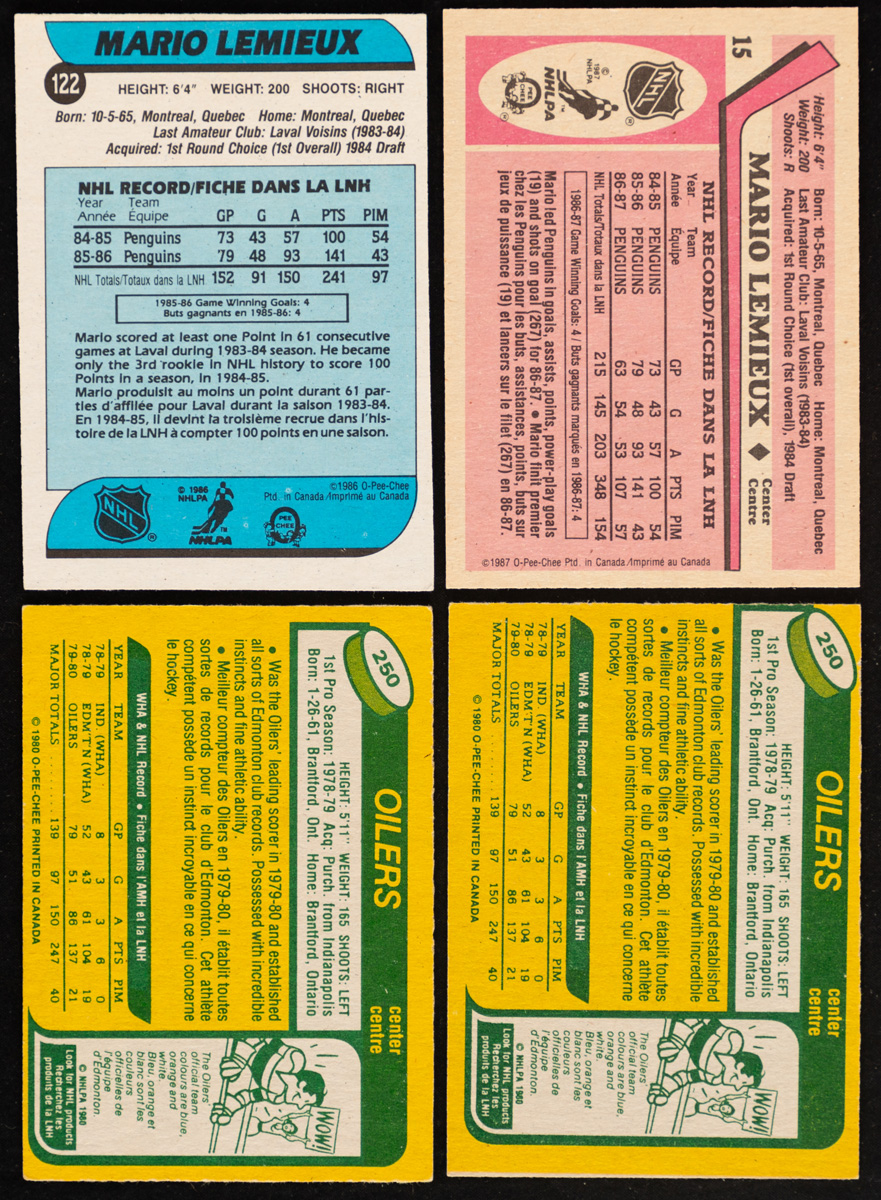 MARIO LEMIEUX
122
HEIGHT: 6'4" WEIGHT: 200 SHOOTS: RIGHT
Born: 10-5-65, Montreal, Quebec Home: Montreal, Quebec
Last Amateur Club: Laval Voisins (1983-84)
Acquired: 1st Round Choice (1st Overall) 1984 Draft
NHL RECORD/FICHE DANS LA LNH
Year Team
Année Équipe GP G A PTS PIM
84-85 Penguins 73 43 57 100 54
85-86 Penguins 79 48 93 141 43
NHL Totals/Totaux dans la LNH 152 91 150 241 97
1985-86 Game Winning Goals: 4
Buts gagnants en 1985-86: 4
Mario scored at least one Point in 61 consecutive
games at Laval during 1983-84 season. He became
only the 3rd rookie in NHL history to score 100
Points in a season, in 1984-85.
Mario produisit au moins un point durant 61 par-
ties d'affilée pour Laval durant la saison 1983-84.
En 1984-85, il devint la troisième recrue dans l'his-
toire de la LNH à compter 100 points en une saison.
©1986 O-Pee-Chee
Ptd. in Canada/Imprimé au Canada
© 1986
NHLPA
NHL
®
NHLPA
TM
O
PEE
CHEE
15
Height: 6'4" Born: 10-5-65, Montreal, Quebec Home: Montreal, Quebec
Weight: 200 Last Amateur Club: Laval Voisins (1983-84)
Shoots: R Acquired: 1st Round Choice (1st overall), 1984 Draft
MARIO LEMIEUX ◆ Center
Centre
NHL
®
© 1987
NHLPA
NHLPA
TM
O
PEE
CHEE
®
NHL RECORD/FICHE DANS LA LNH
Year Team
Année Équipe GP G A PTS PIM
84-85 PENGUINS 73 43 57 100 54
85-86 PENGUINS 79 48 93 141 43
86-87 PENGUINS 63 54 53 107 57
NHL Totals/Totaux dans la LNH 215 145 203 348 154
1986-87 Game Winning Goals: 4 / Buts gagnants marqués en 1986-87: 4
Mario led Penguins in goals, assists, points, power-play goals
(19) and shots on goal (267) for 86-87. ● Mario finit premier
chez les Penguins pour les buts, assistances, points, buts sur
jeux de puissance (19) et lancers sur le filet (267) en 86-87.
©1987 O-Pee-Chee Ptd. in Canada/Imprimé au Canada
250
OILERS
center
centre
HEIGHT: 5'11" WEIGHT: 165 SHOOTS: LEFT
1st Pro Season: 1978-79 Acq: Purch. from Indianapolis
Born: 1-26-61, Brantford, Ont. Home: Brantford, Ontario
● Was the Oilers' leading scorer in 1979-80 and established
all sorts of Edmonton club records. Possessed with incredible
instincts and fine athletic ability.
● Meilleur compteur des Oilers en 1979-80, il établit toutes
sortes de records pour le club d'Edmonton. Cet athlète
compétent possède un instinct incroyable en ce qui concerne
le hockey.
WHA & NHL Record ● Fiche dans l'AMH et la LNH
YEAR TEAM GP G A PTS PIM
78-79 IND (WHA) 8 3 3 6 0
78-79 EDM'T'N (WHA) 52 43 61 104 19
79-80 OILERS 79 51 86 137 21
MAJOR TOTALS 139 97 150 247 40
© 1980 O-PEE-CHEE PRINTED IN CANADA
WOW!
The Oilers'
official team
colours are blue,
orange and
white.
Bleu, orange et
blanc sont les
couleurs
officielles de
l'équipe
d'Edmonton.
© NHLPA 1980
Look for NHL products
Recherchez les
produits de la LNH
250
OILERS
center
centre
HEIGHT: 5'11" WEIGHT: 165 SHOOTS: LEFT
1st Pro Season: 1978-79 Acq: Purch. from Indianapolis
Born: 1-26-61, Brantford, Ont. Home: Brantford, Ontario
● Was the Oilers' leading scorer in 1979-80 and established
all sorts of Edmonton club records. Possessed with incredible
instincts and fine athletic ability.
● Meilleur compteur des Oilers en 1979-80, il établit toutes
sortes de records pour le club d'Edmonton. Cet athlète
compétent possède un instinct incroyable en ce qui concerne
le hockey.
WHA & NHL Record ● Fiche dans l'AMH et la LNH
YEAR TEAM GP G A PTS PIM
78-79 IND (WHA) 8 3 3 6 0
78-79 EDM'T'N (WHA) 52 43 61 104 19
79-80 OILERS 79 51 86 137 21
MAJOR TOTALS 139 97 150 247 40
© 1980 O-PEE-CHEE PRINTED IN CANADA
WOW!
The Oilers'
official team
colours are blue,
orange and
white.
Bleu, orange et
blanc sont les
couleurs
officielles de
l'équipe
d'Edmonton.
© NHLPA 1980
Look for NHL products
Recherchez les
produits de la LNH